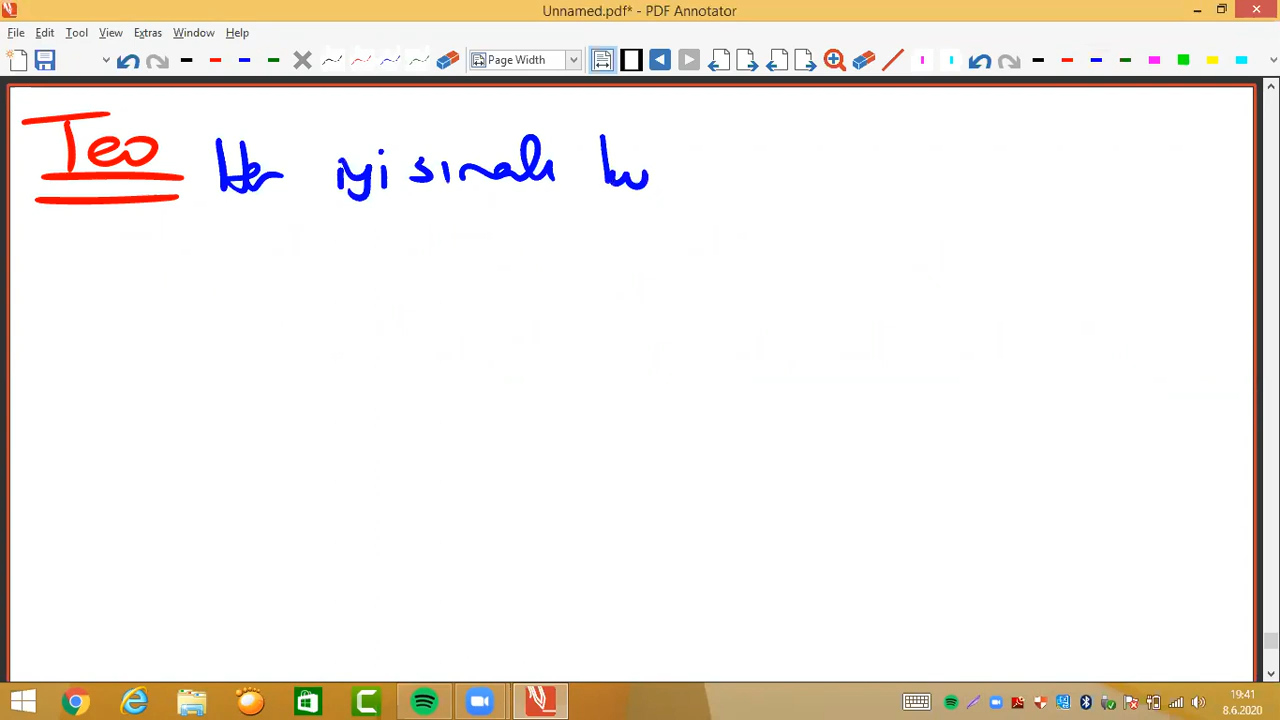 Unnamed.pdf* - PDF Annotator
File Edit Tool View Extras Window Help
Page Width
Teo Her iyi sıralı kü
19:41
8.6.2020